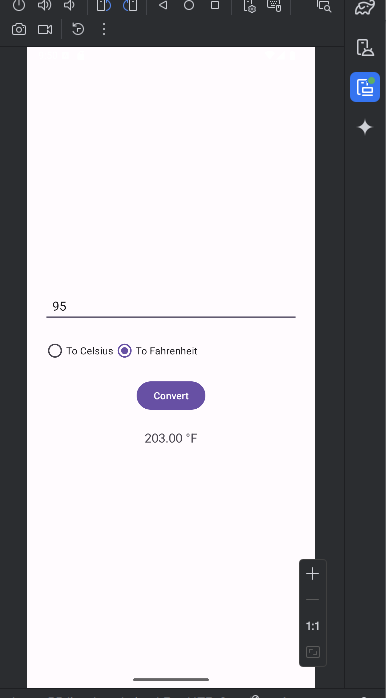 95
To Celsius To Fahrenheit
Convert
203.00 °F
1:1